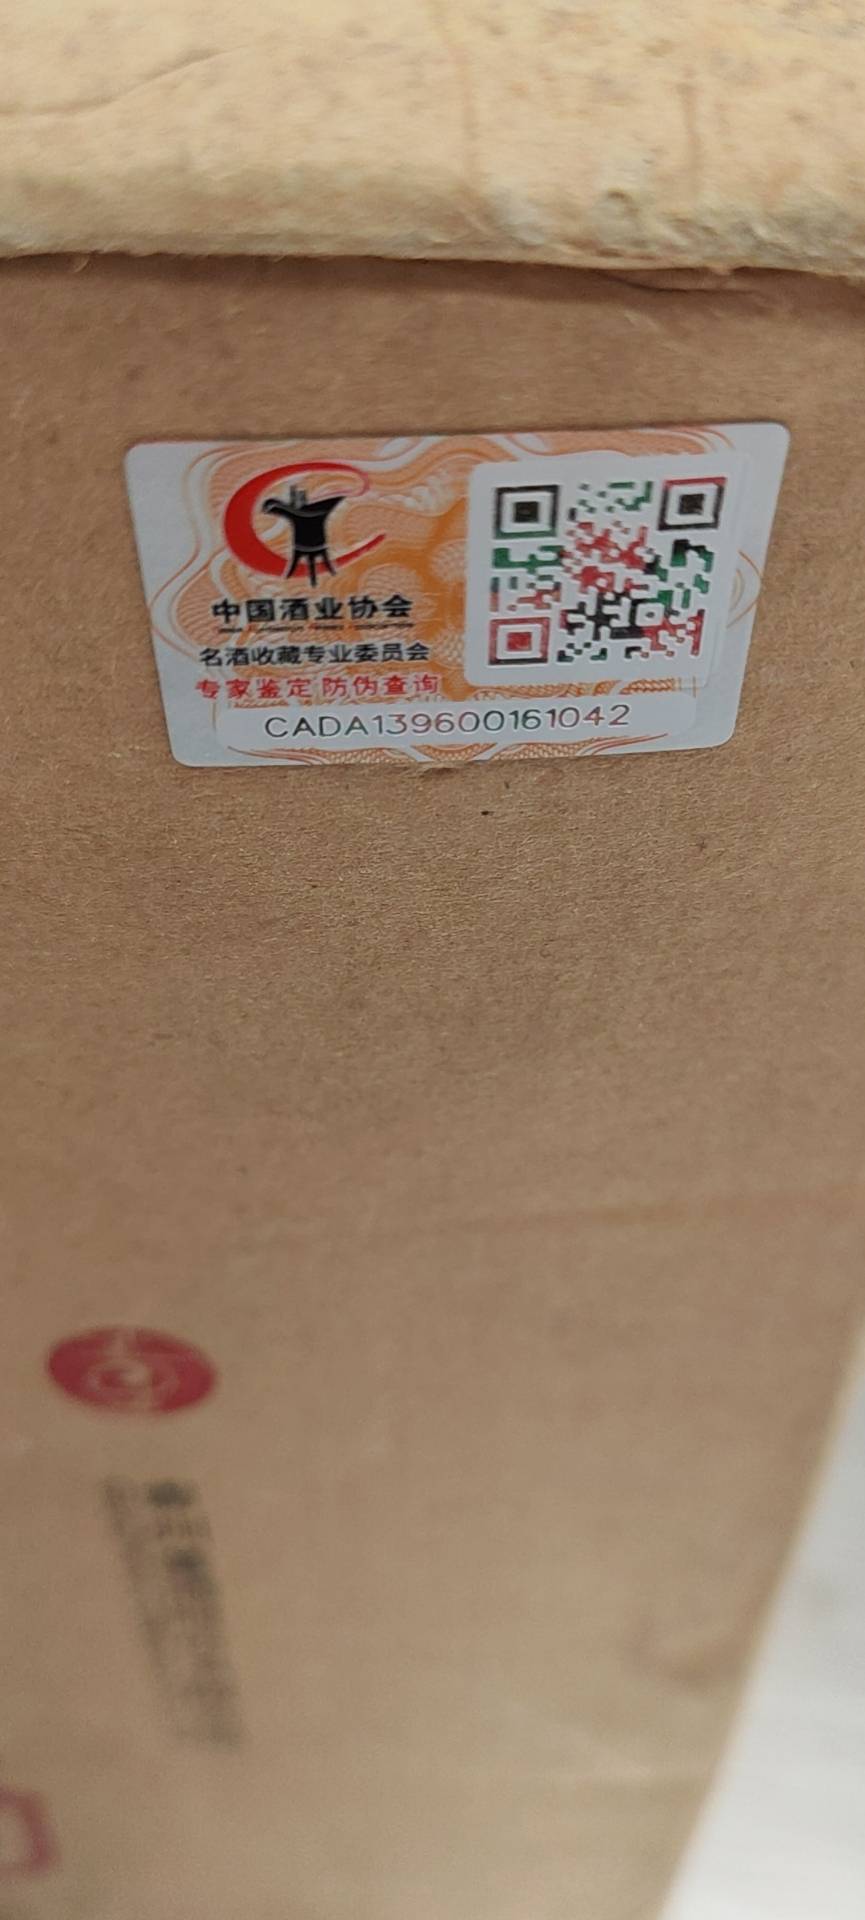 中国酒业协会
名酒收藏专业委员会
专家鉴定 防伪查询
CADA139600161042